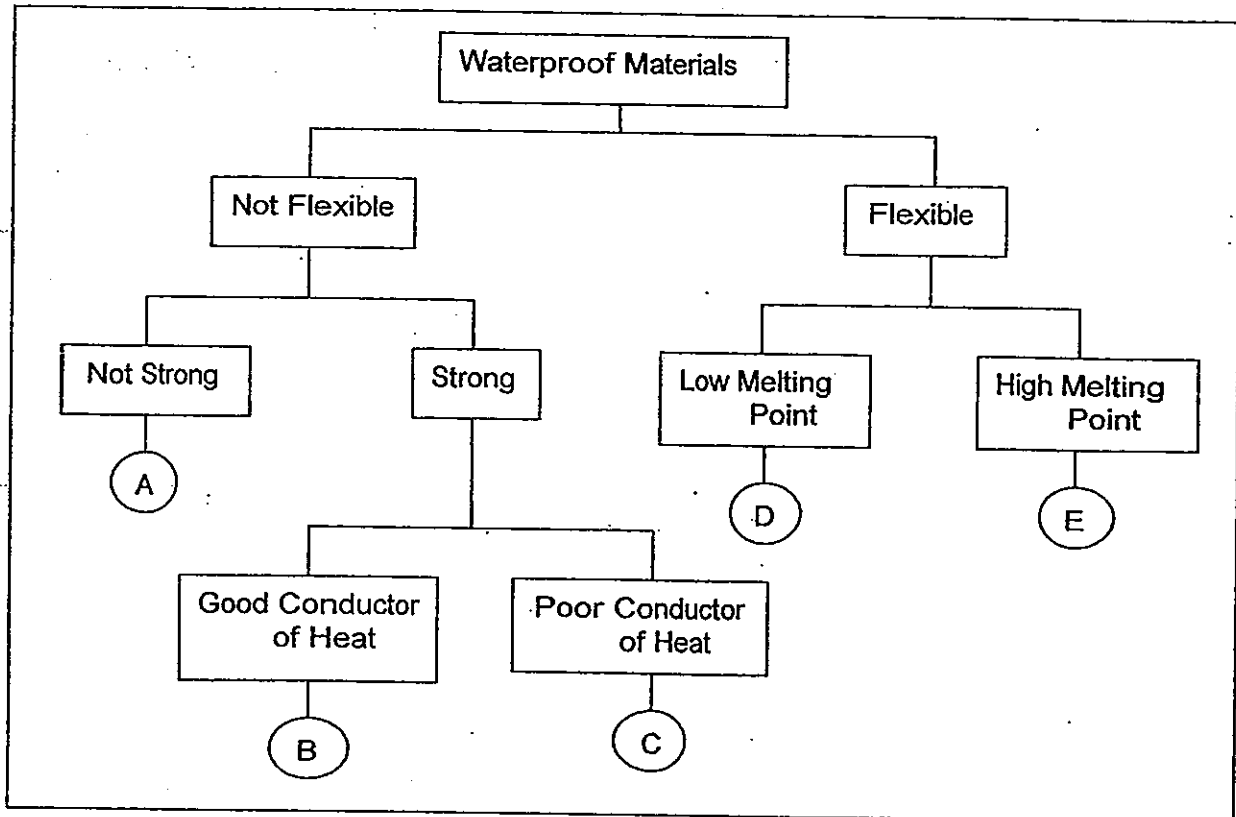 Waterproof Materials
Not Flexible
Flexible
Not Strong
Strong
Low Melting
Point
High Melting
Point
A
D
E
Good Conductor
of Heat
Poor Conductor
of Heat
B
C